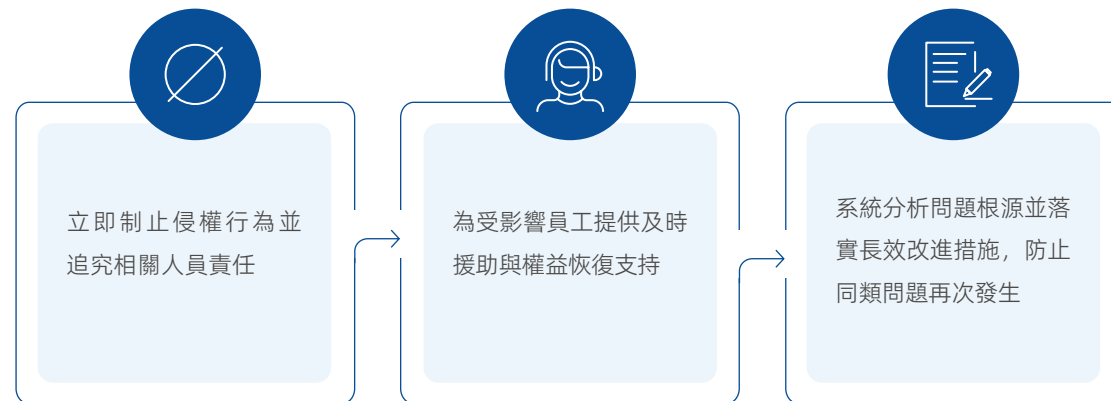 立即制止侵權行為並
追究相關人員責任
為受影響員工提供及時
援助與權益恢復支持
系統分析問題根源並落
實長效改進措施，防止
同類問題再次發生